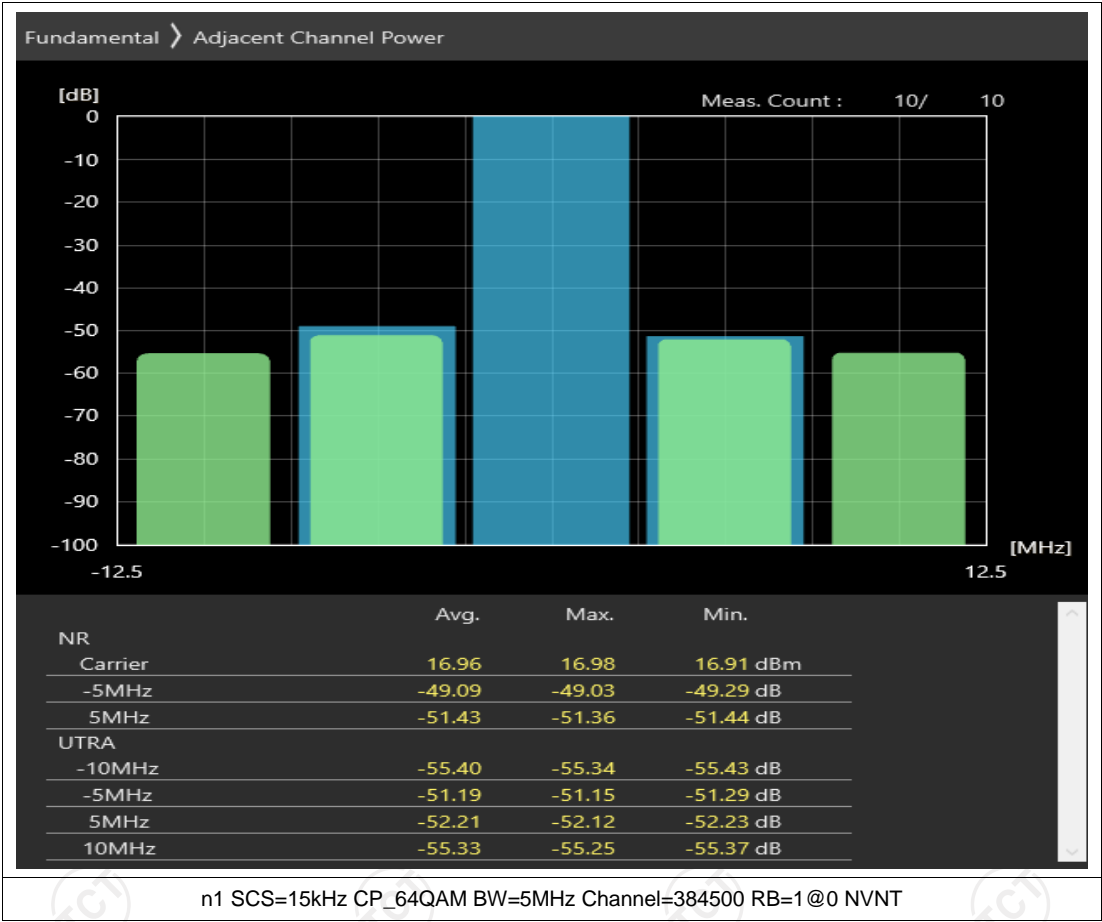 Fundamental ❯ Adjacent Channel Power
[dB]
Meas. Count : 10/ 10
0
-10
-20
-30
-40
-50
-60
-70
-80
-90
-100
[MHz]
-12.5 12.5
Avg. Max. Min.
NR
Carrier 16.96 16.98 16.91 dBm
-5MHz -49.09 -49.03 -49.29 dB
5MHz -51.43 -51.36 -51.44 dB
UTRA
-10MHz -55.40 -55.34 -55.43 dB
-5MHz -51.19 -51.15 -51.29 dB
5MHz -52.21 -52.12 -52.23 dB
10MHz -55.33 -55.25 -55.37 dB
n1 SCS=15kHz CP_64QAM BW=5MHz Channel=384500 RB=1@0 NVNT
TCT TCT TCT TCT